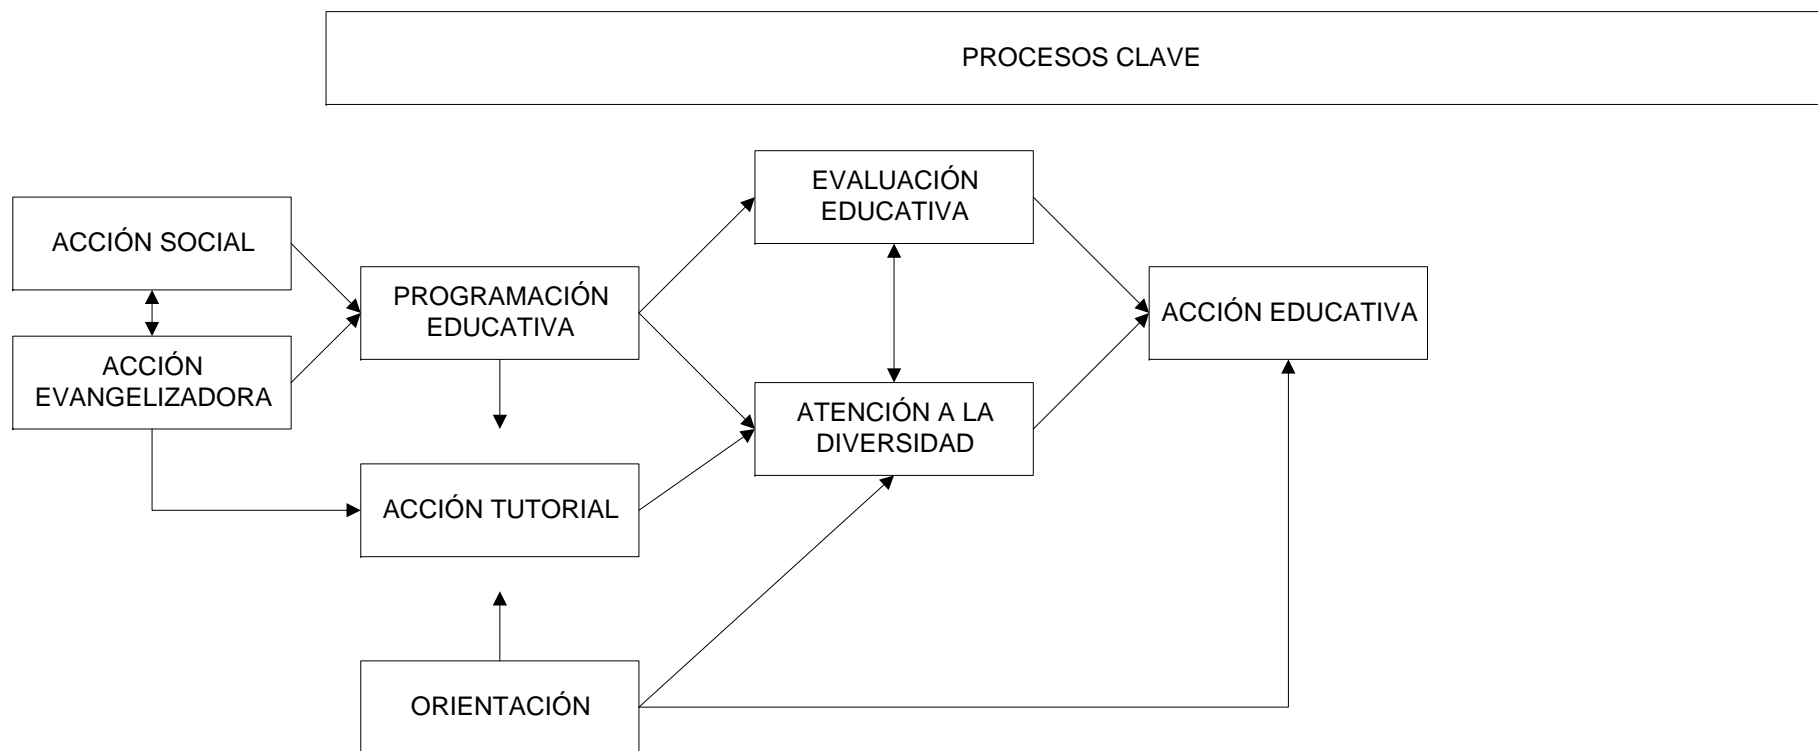 PROCESOS CLAVE
EVALUACIÓN
EDUCATIVA
ACCIÓN SOCIAL
PROGRAMACIÓN
EDUCATIVA
ACCIÓN EDUCATIVA
ACCIÓN
EVANGELIZADORA
ATENCIÓN A LA
DIVERSIDAD
ACCIÓN TUTORIAL
ORIENTACIÓN